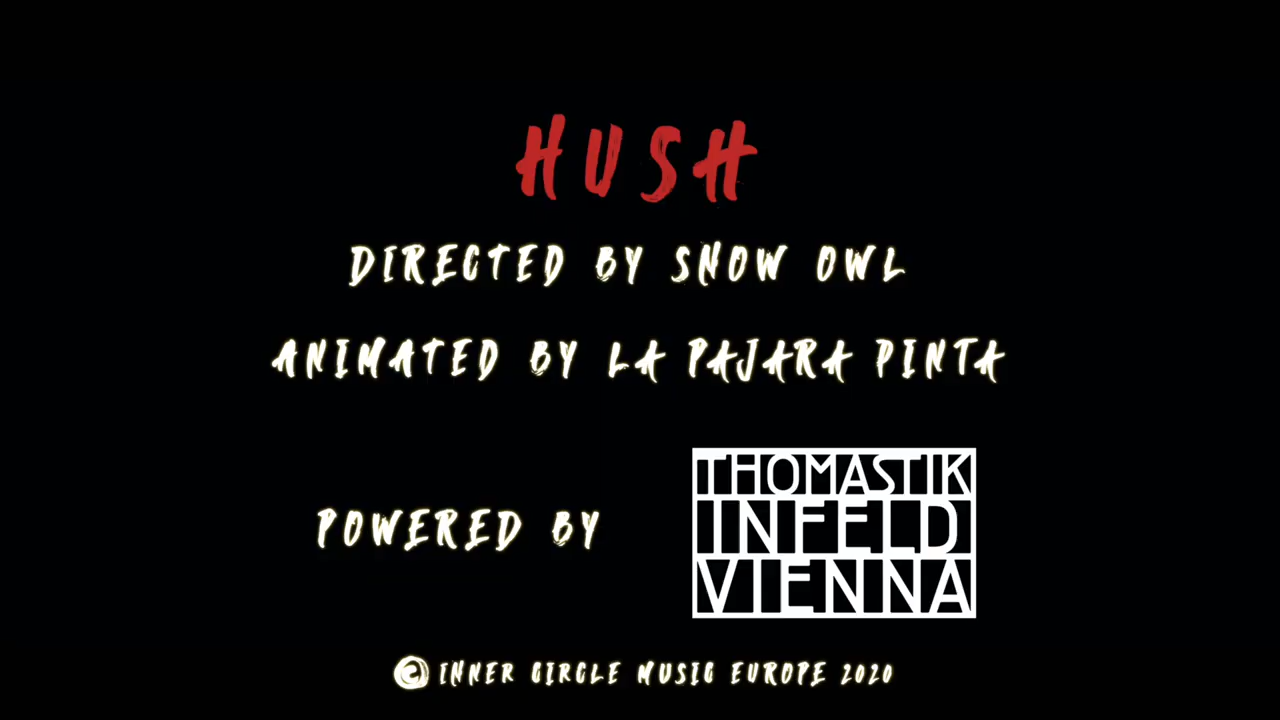 HUSH
DIRECTED BY SNOW OWL
ANIMATED BY LA PAJARA PINTA
POWERED BY
THOMASTIK
INFELD
VIENNA
© INNER CIRCLE MUSIC EUROPE 2020